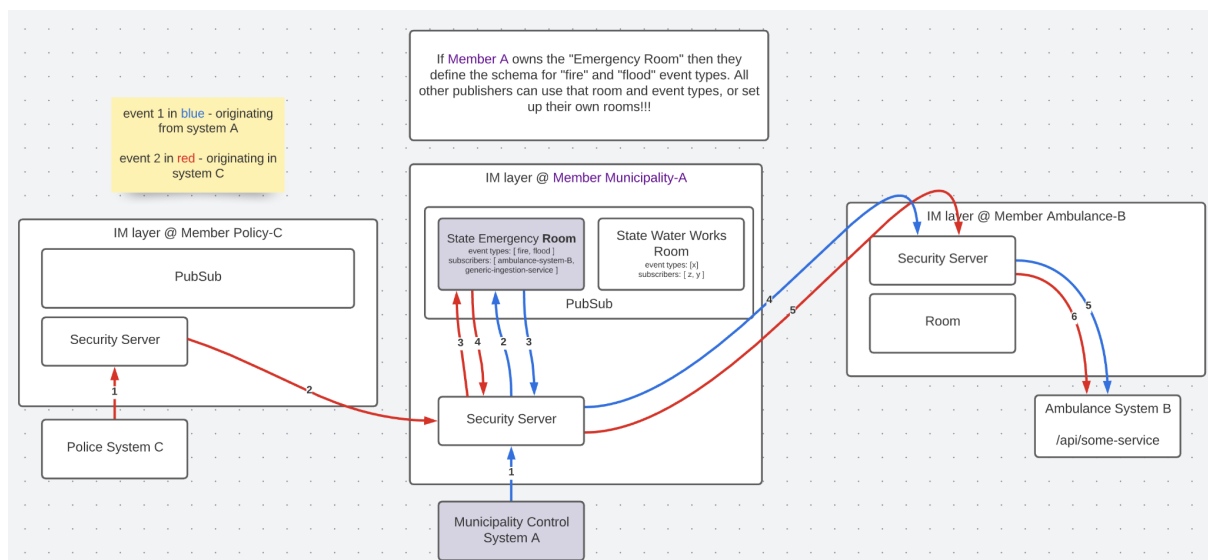 If Member A owns the "Emergency Room" then they
define the schema for "fire" and "flood" event types. All
other publishers can use that room and event types, or set
up their own rooms!!!
event 1 in blue - originating
from system A
event 2 in red - originating in
system C
IM layer @ Member Policy-C
PubSub
Security Server
1
2
Police System C
IM layer @ Member Municipality-A
State Emergency Room
event types: [ fire, flood ]
subscribers: [ ambulance-system-B,
generic-ingestion-service ]
State Water Works
Room
event types: [x]
subscribers: [ z, y ]
PubSub
3
4
2
3
Security Server
1
Municipality Control
System A
4
5
IM layer @ Member Ambulance-B
Security Server
Room
5
6
Ambulance System B
/api/some-service